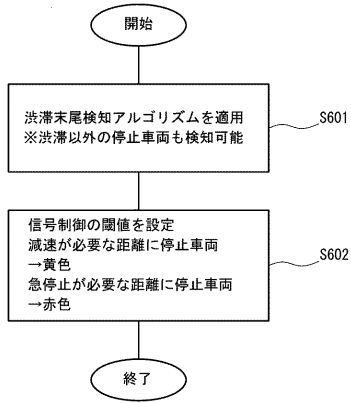 開始
渋滞末尾検知アルゴリズムを適用
※渋滞以外の停止車両も検知可能
S601
信号制御の閾値を設定
減速が必要な距離に停止車両
→黄色
急停止が必要な距離に停止車両
→赤色
S602
終了